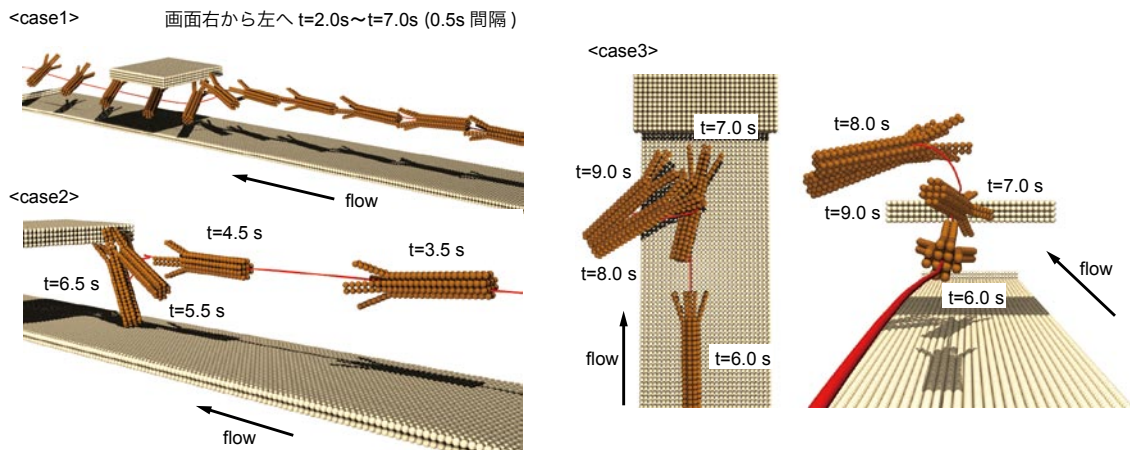 <case1>
画面右から左へ t=2.0s〜t=7.0s (0.5s 間隔 )
flow
<case2>
t=4.5 s
t=3.5 s
t=6.5 s
t=5.5 s
flow
<case3>
t=7.0 s
t=9.0 s
t=8.0 s
flow
t=6.0 s
t=8.0 s
t=7.0 s
t=9.0 s
flow
t=6.0 s